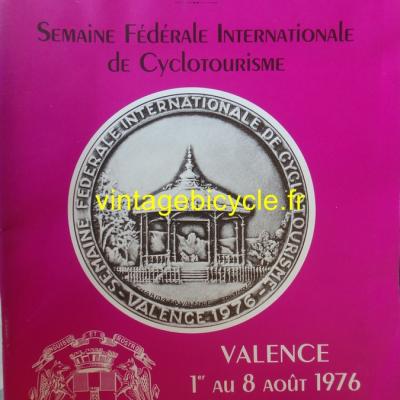 SEMAINE FÉDÉRALE INTERNATIONALE
DE CYCLOTOURISME
SEMAINE FEDERALE INTERNATIONALE DE CYCLOTOURISME
- VALENCE-1976 -
vintagebicycle.fr
VALENCE
1er AU 8 AOÛT 1976